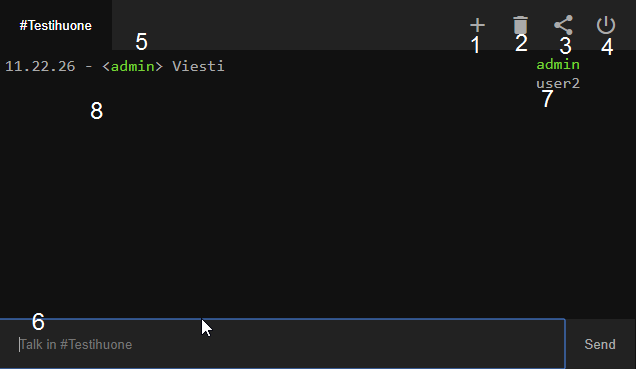 #Testihuone
5
1
2
3
4
11.22.26 - <admin> Viesti
admin
user2
7
8
6
Talk in #Testihuone
Send